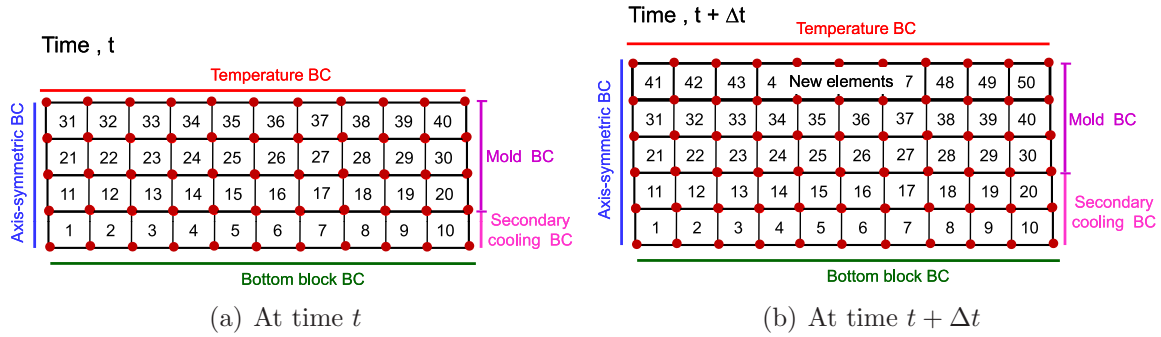 Time , t
Temperature BC
Axis-symmetric BC
31 32 33 34 35 36 37 38 39 40
21 22 23 24 25 26 27 28 29 30
11 12 13 14 15 16 17 18 19 20
1 2 3 4 5 6 7 8 9 10
Mold BC
Secondary
cooling BC
Bottom block BC
(a) At time t
Time , t + Δt
Temperature BC
Axis-symmetric BC
41 42 43 4 New elements 7 48 49 50
31 32 33 34 35 36 37 38 39 40
21 22 23 24 25 26 27 28 29 30
11 12 13 14 15 16 17 18 19 20
1 2 3 4 5 6 7 8 9 10
Mold BC
Secondary
cooling BC
Bottom block BC
(b) At time t + Δt